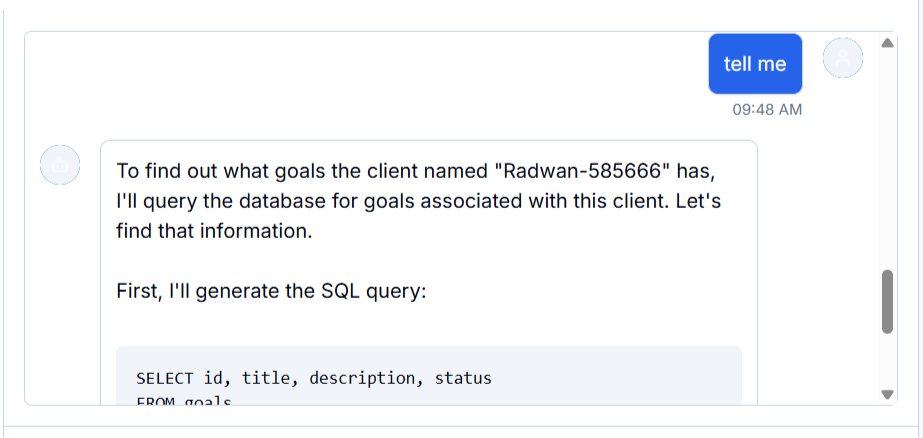 tell me
09:48 AM
To find out what goals the client named "Radwan-585666" has,
I'll query the database for goals associated with this client. Let's
find that information.
First, I'll generate the SQL query:
SELECT id, title, description, status
FROM goals